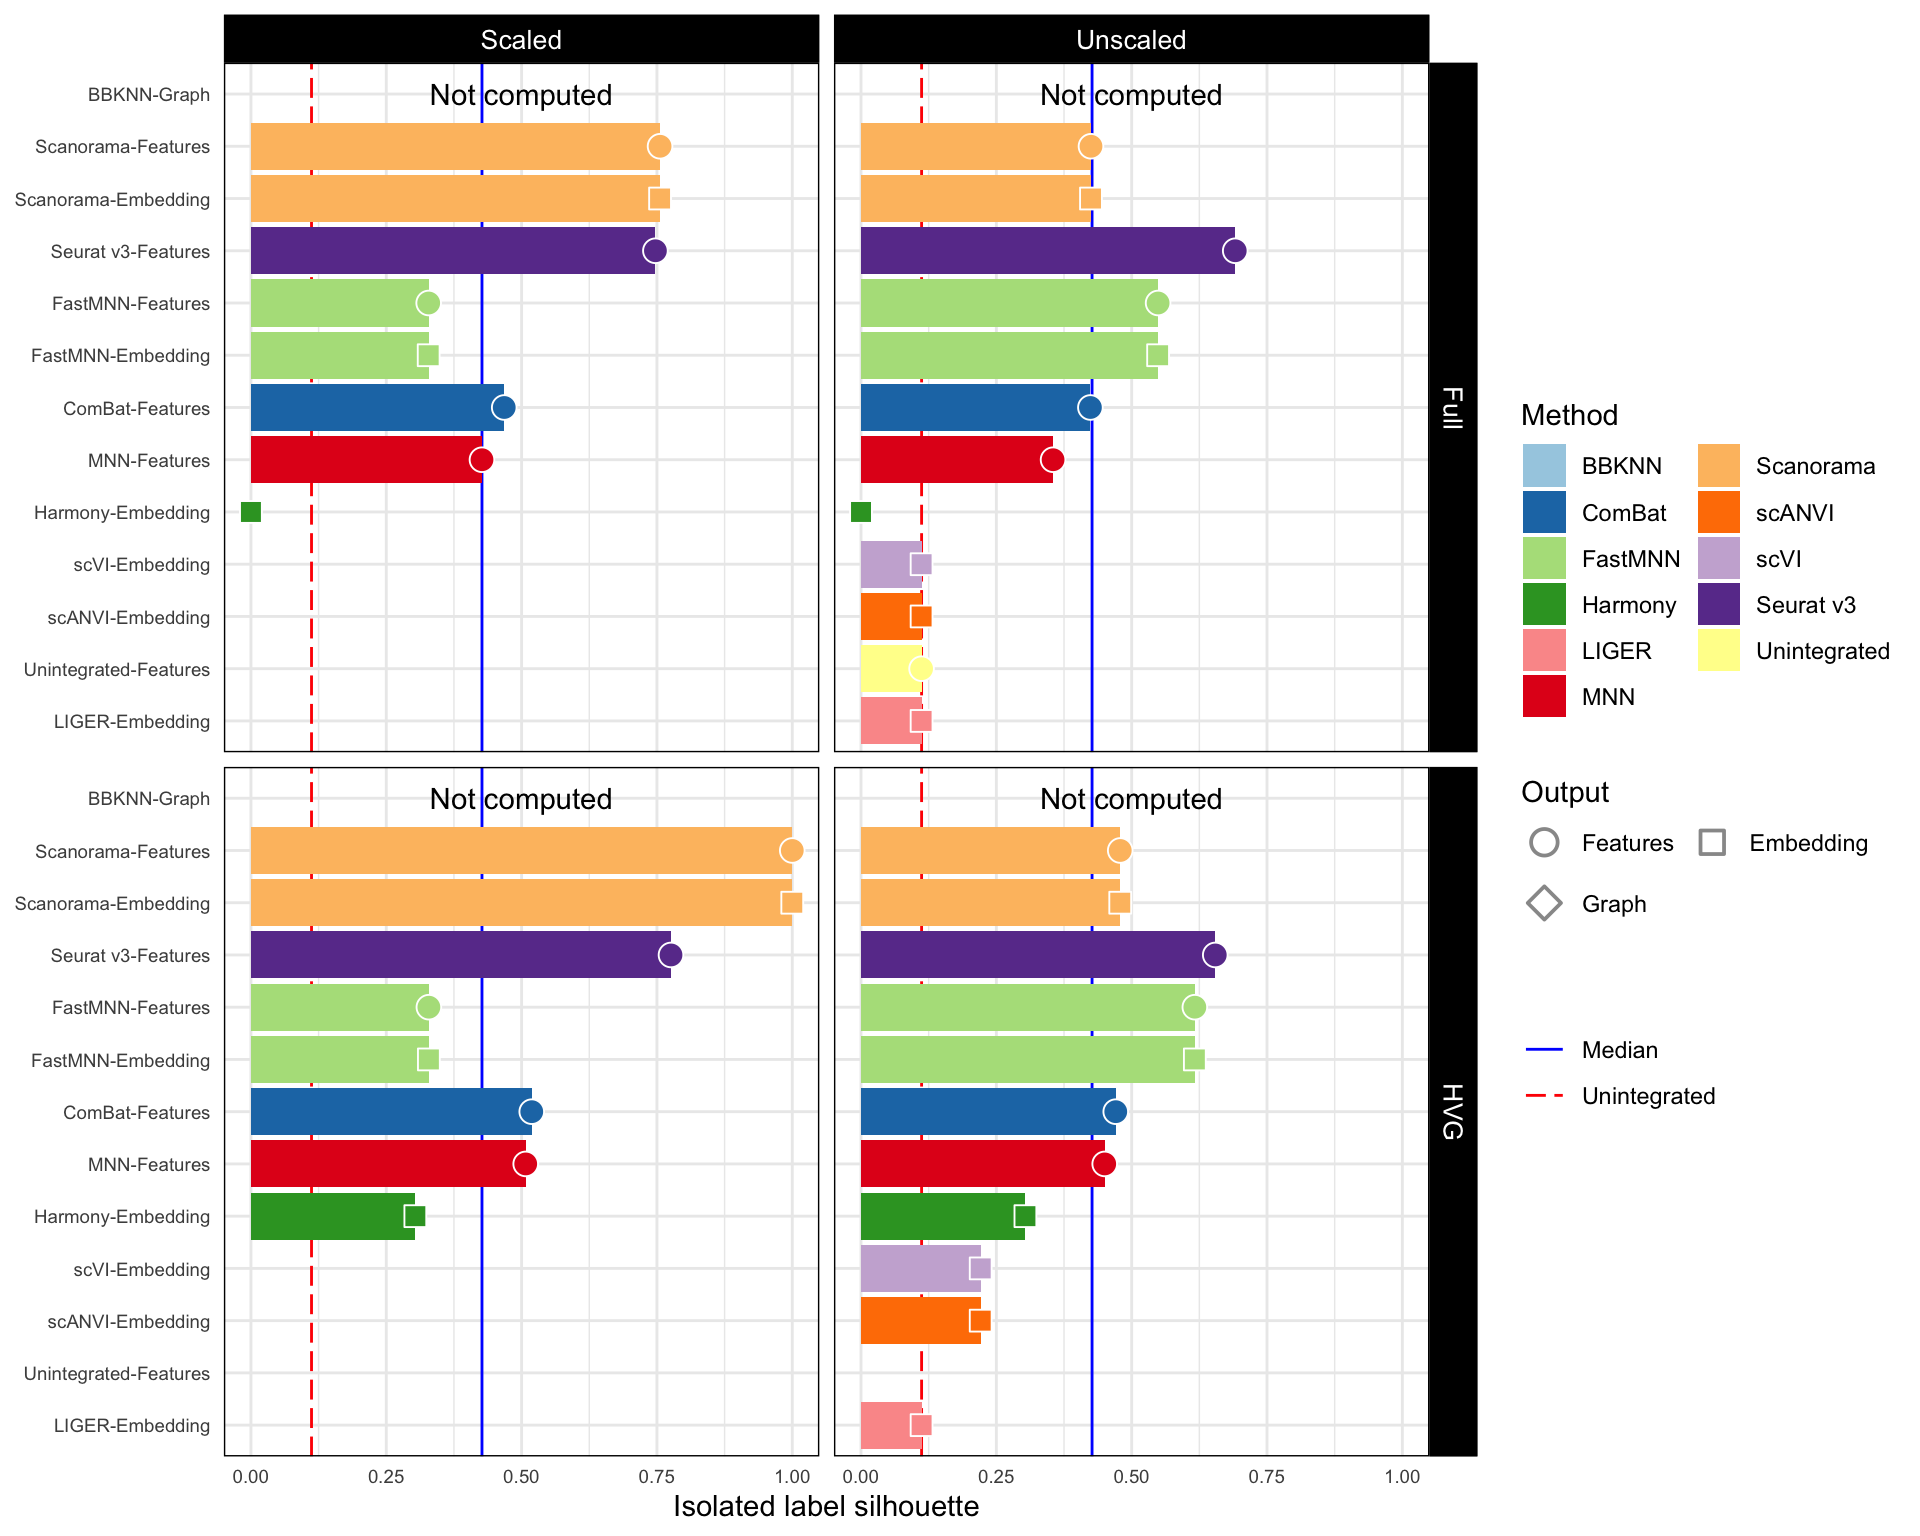 Scaled
Unscaled
BBKNN-Graph
Not computed
Not computed
Scanorama-Features
Scanorama-Embedding
Seurat v3-Features
FastMNN-Features
FastMNN-Embedding
ComBat-Features
MNN-Features
Harmony-Embedding
scVI-Embedding
scANVI-Embedding
Unintegrated-Features
LIGER-Embedding
Full
BBKNN-Graph
Not computed
Not computed
Scanorama-Features
Scanorama-Embedding
Seurat v3-Features
FastMNN-Features
FastMNN-Embedding
ComBat-Features
MNN-Features
Harmony-Embedding
scVI-Embedding
scANVI-Embedding
Unintegrated-Features
LIGER-Embedding
HVG
0.00 0.25 0.50 0.75 1.00
0.00 0.25 0.50 0.75 1.00
Isolated label silhouette
Method
BBKNN Scanorama
ComBat scANVI
FastMNN scVI
Harmony Seurat v3
LIGER Unintegrated
MNN
Output
Features Embedding
Graph
Median
Unintegrated